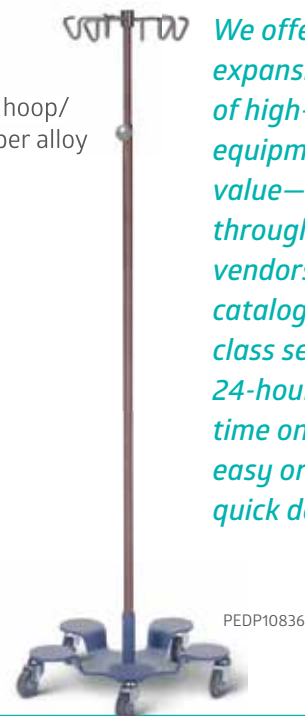 hoop/
per alloy
We offe
expans
of high-
equipm
value—
through
vendors
catalog
class se
24-hou
time on
easy or
quick de
PEDP10836